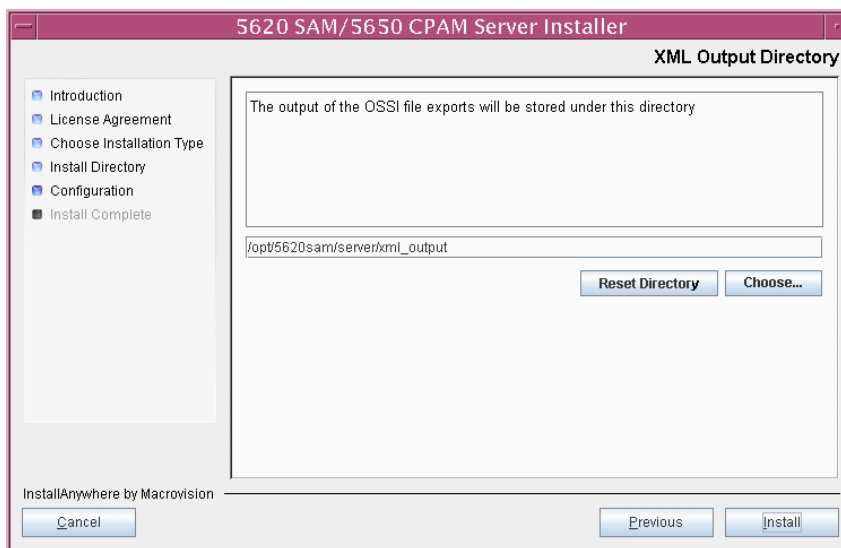 5620 SAM/5650 CPAM Server Installer
XML Output Directory
Introduction
License Agreement
Choose Installation Type
Install Directory
Configuration
Install Complete
The output of the OSSI file exports will be stored under this directory
/opt/5620sam/server/xml_output
Reset Directory
Choose...
InstallAnywhere by Macrovision
Cancel
Previous
Install